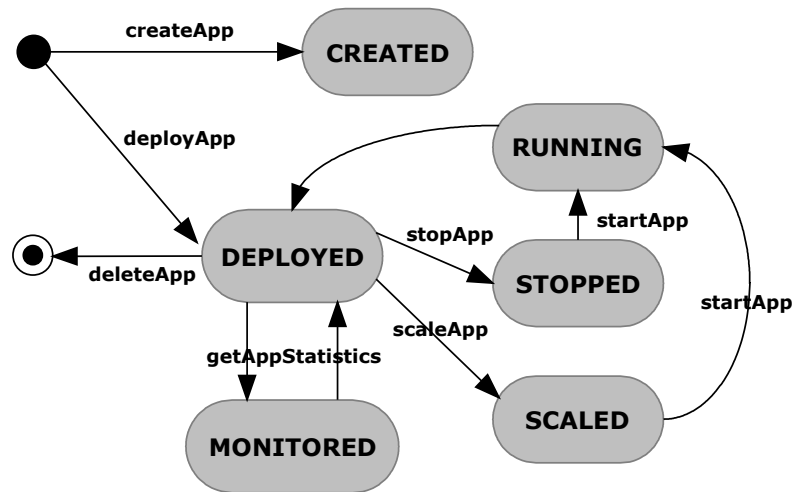 createApp
CREATED
deployApp
RUNNING
startApp
stopApp
DEPLOYED
deleteApp
STOPPED
startApp
scaleApp
getAppStatistics
SCALED
MONITORED